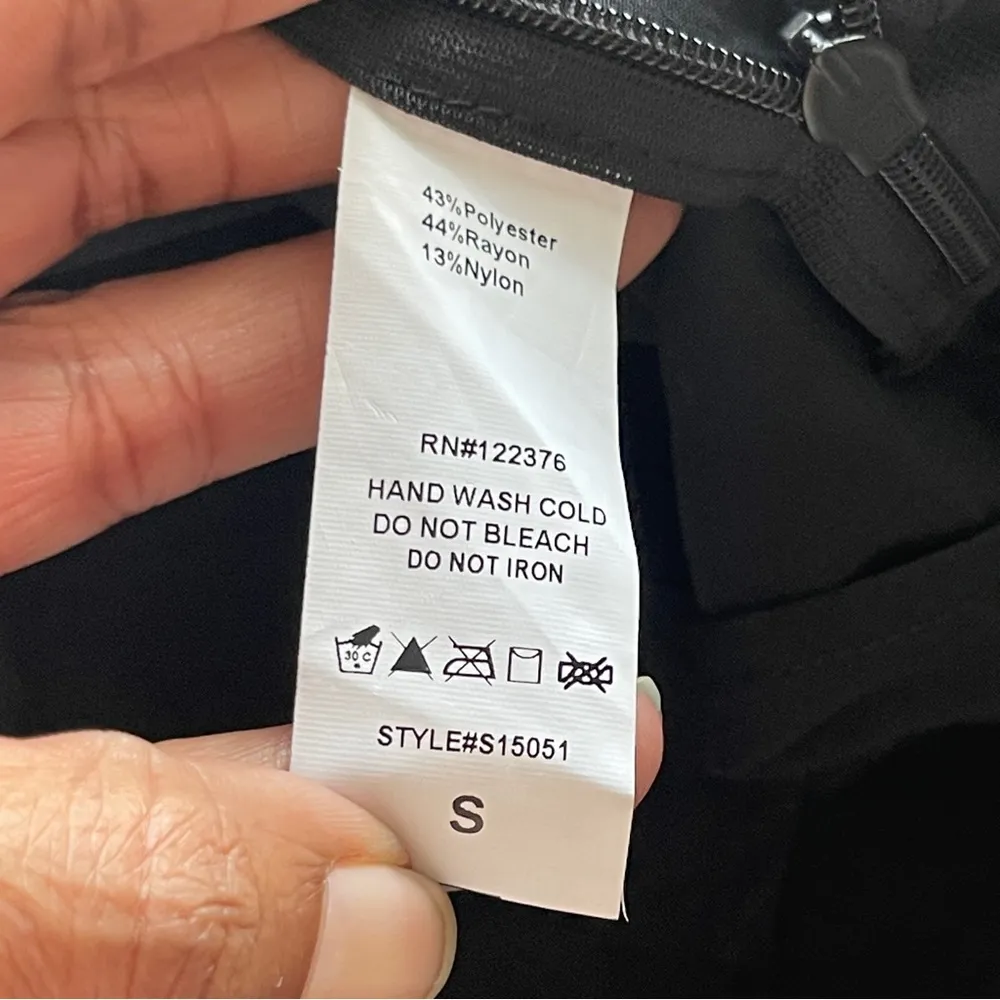 43%Polyester
44%Rayon
13%Nylon
RN#122376
HAND WASH COLD
DO NOT BLEACH
DO NOT IRON
30 C
STYLE#S15051
S